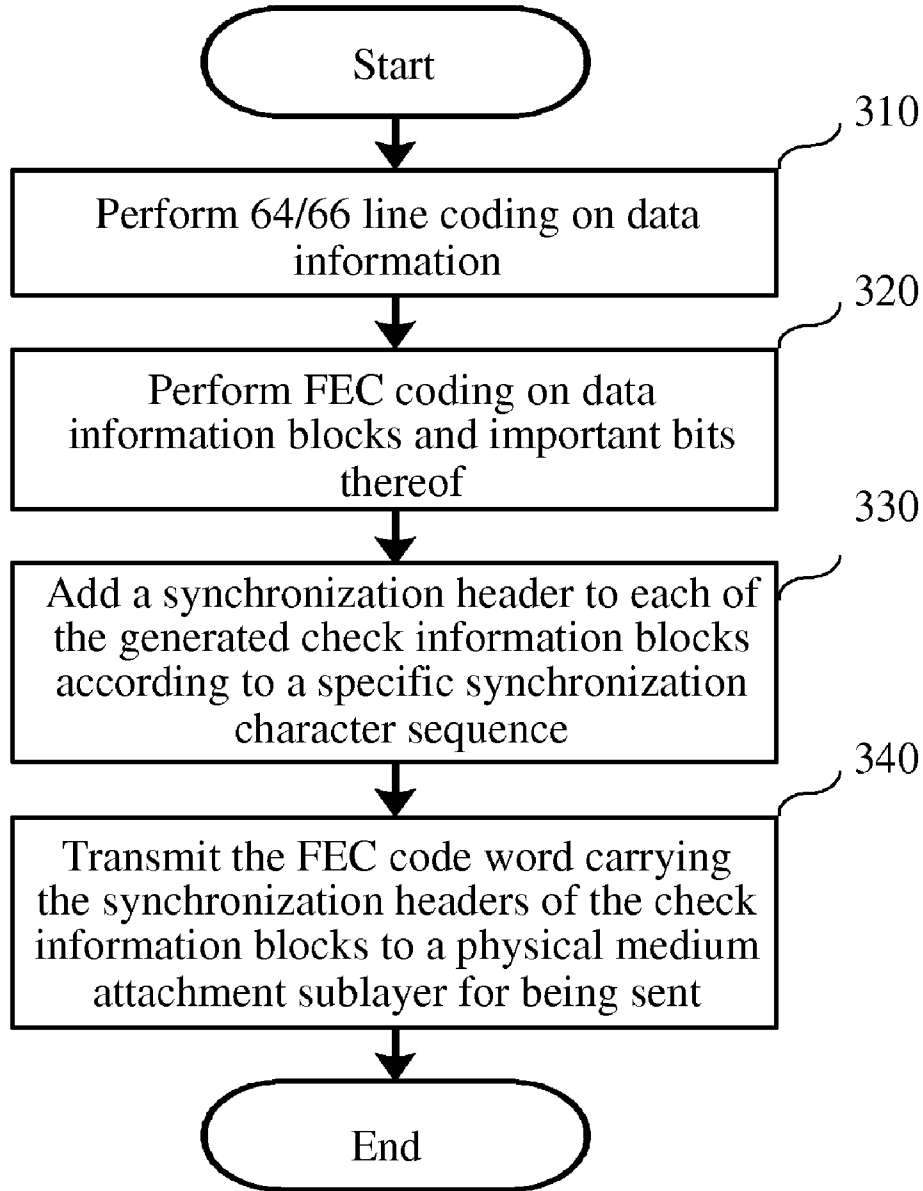 Start
310
Perform 64/66 line coding on data
information
320
Perform FEC coding on data
information blocks and important bits
thereof
330
Add a synchronization header to each of
the generated check information blocks
according to a specific synchronization
character sequence
340
Transmit the FEC code word carrying
the synchronization headers of the check
information blocks to a physical medium
attachment sublayer for being sent
End